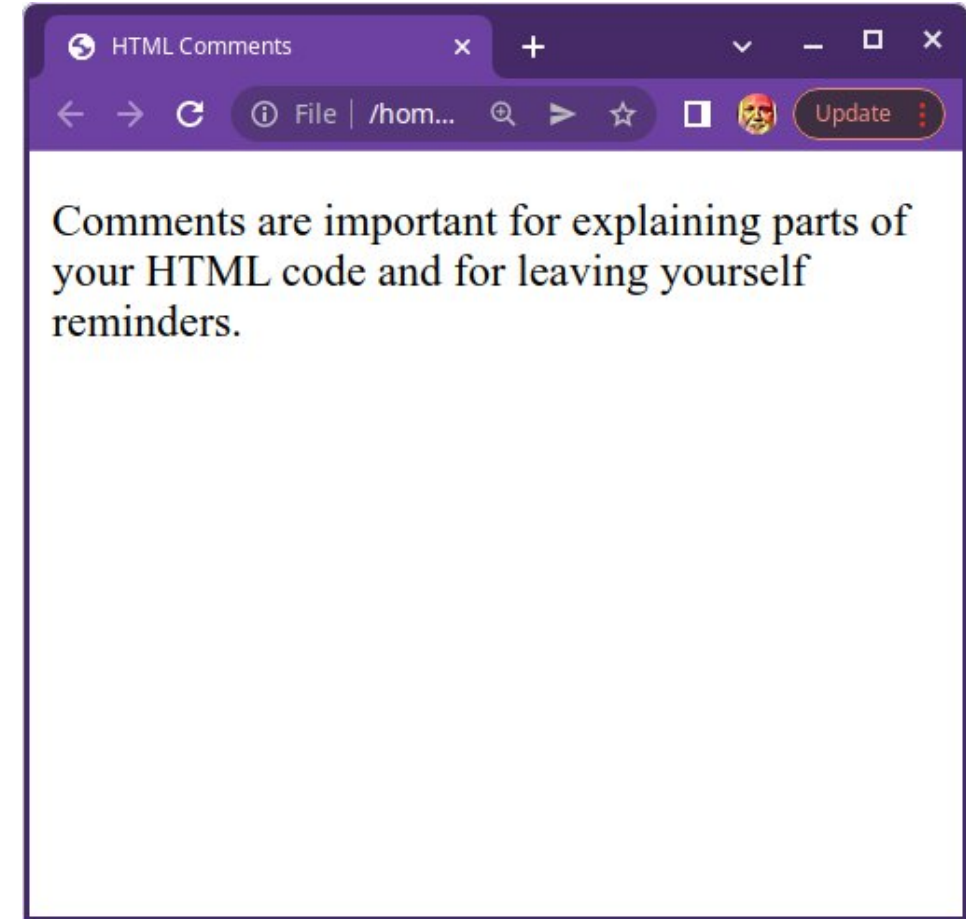 HTML Comments
File /hom...
Update
Comments are important for explaining parts of
your HTML code and for leaving yourself
reminders.